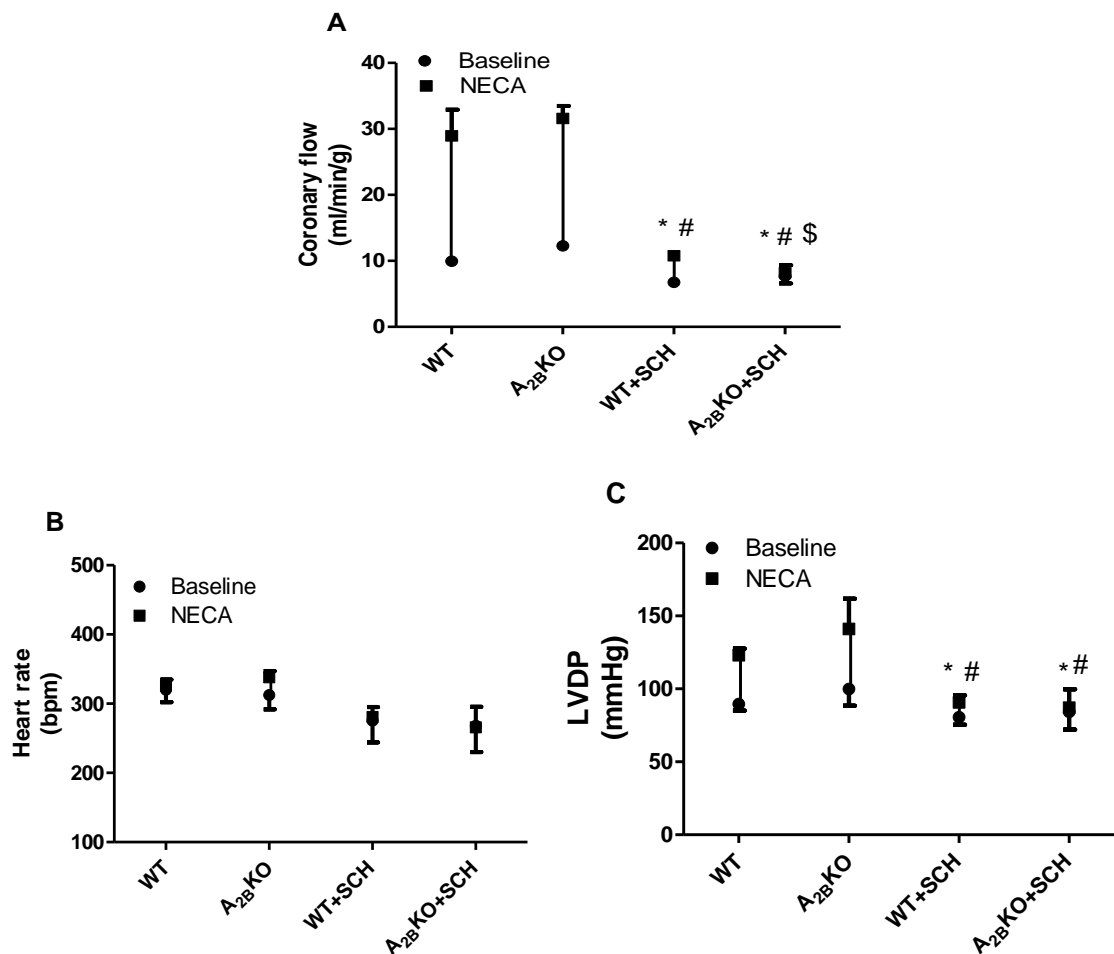 A
Baseline
NECA
Coronary flow
(ml/min/g)
40
30
20
10
0
* #
* # $
WT
A2BKO
WT+SCH
A2BKO+SCH
B
Baseline
NECA
Heart rate
(bpm)
500
400
300
200
100
WT
A2BKO
WT+SCH
A2BKO+SCH
C
Baseline
NECA
LVDP
(mmHg)
200
150
100
50
0
* #
*#
WT
A2BKO
WT+SCH
A2BKO+SCH